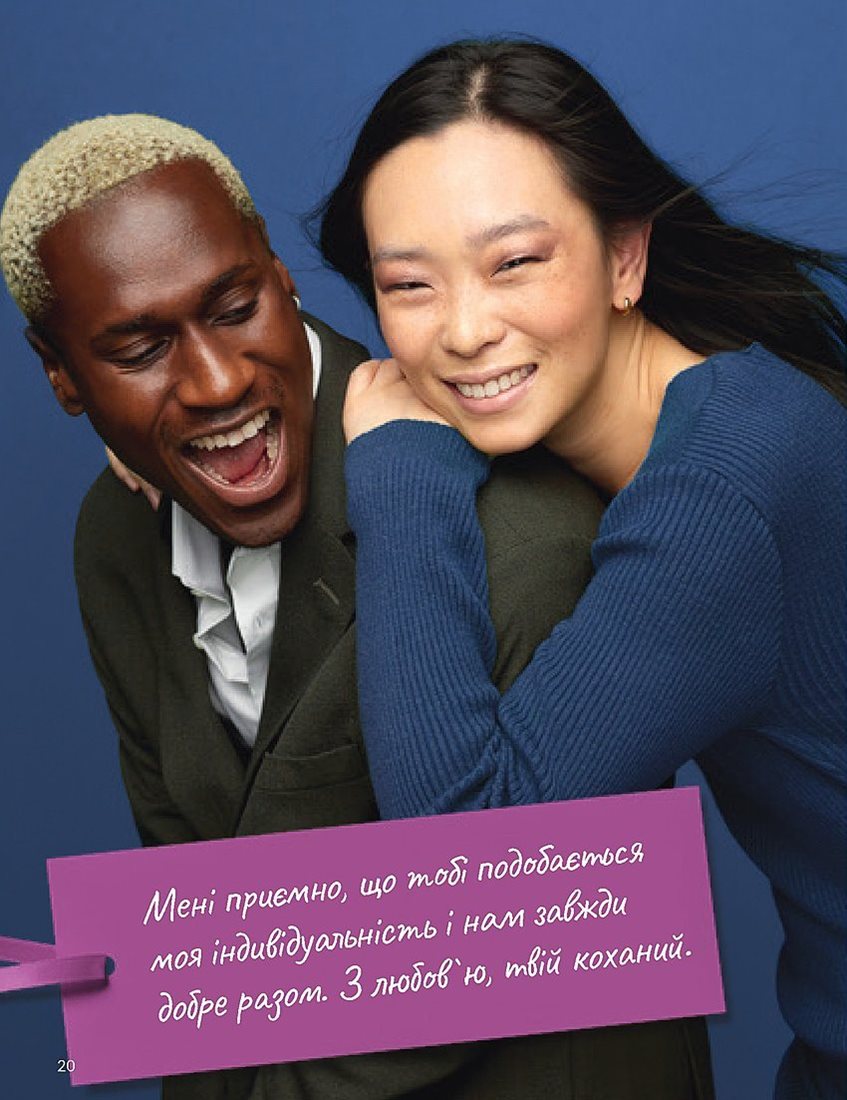 Мені приємно, що тобі подобається
моя індивідуальність і нам завжди
добре разом. З любов`ю, твій коханий.
20